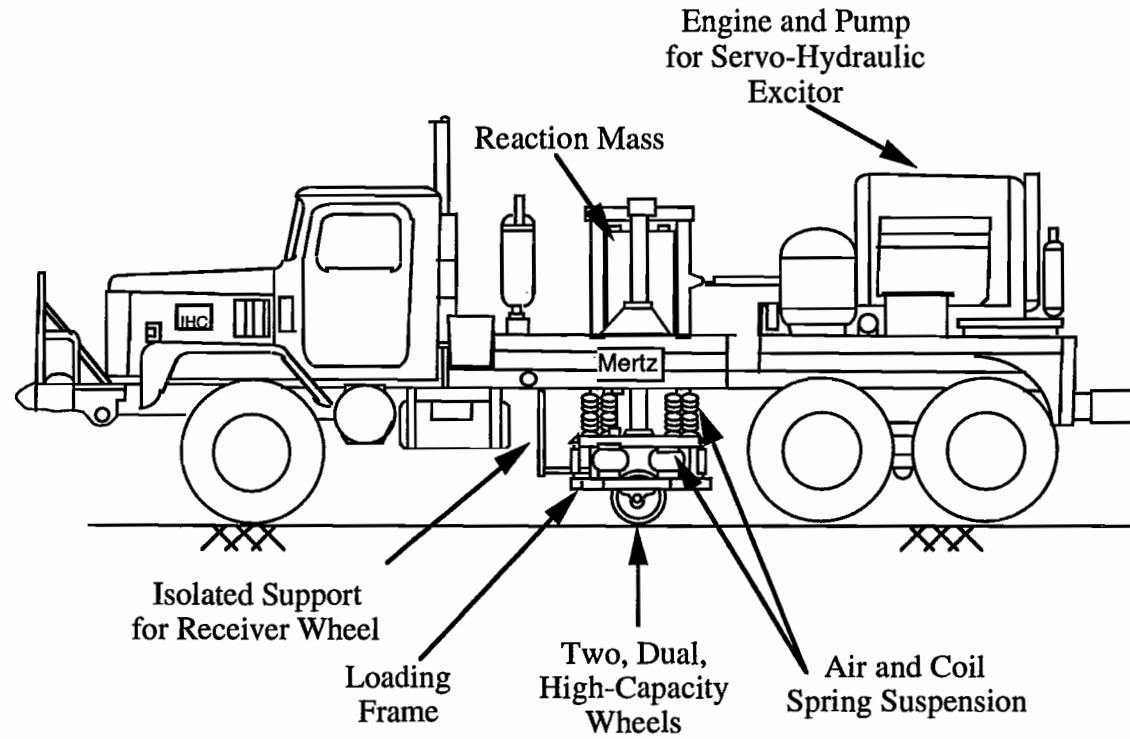 Engine and Pump
for Servo-Hydraulic
Excitor
Reaction Mass
IHC
Mertz
Isolated Support
for Receiver Wheel
Loading
Frame
Two, Dual,
High-Capacity
Wheels
Air and Coil
Spring Suspension